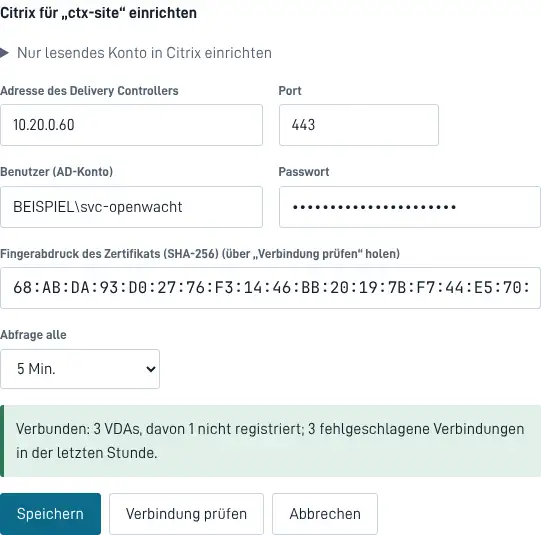 Citrix für „ctx-site“ einrichten
Nur lesendes Konto in Citrix einrichten
Adresse des Delivery Controllers
Port
10.20.0.60
443
Benutzer (AD-Konto)
Passwort
BEISPIEL\svc-openwacht
••••••••••••••••••••••
Fingerabdruck des Zertifikats (SHA-256) (über „Verbindung prüfen“ holen)
68:AB:DA:93:D0:27:76:F3:14:46:BB:20:19:7B:F7:44:E5:70:
Abfrage alle
5 Min.
Verbunden: 3 VDAs, davon 1 nicht registriert; 3 fehlgeschlagene Verbindungen
in der letzten Stunde.
Speichern
Verbindung prüfen
Abbrechen